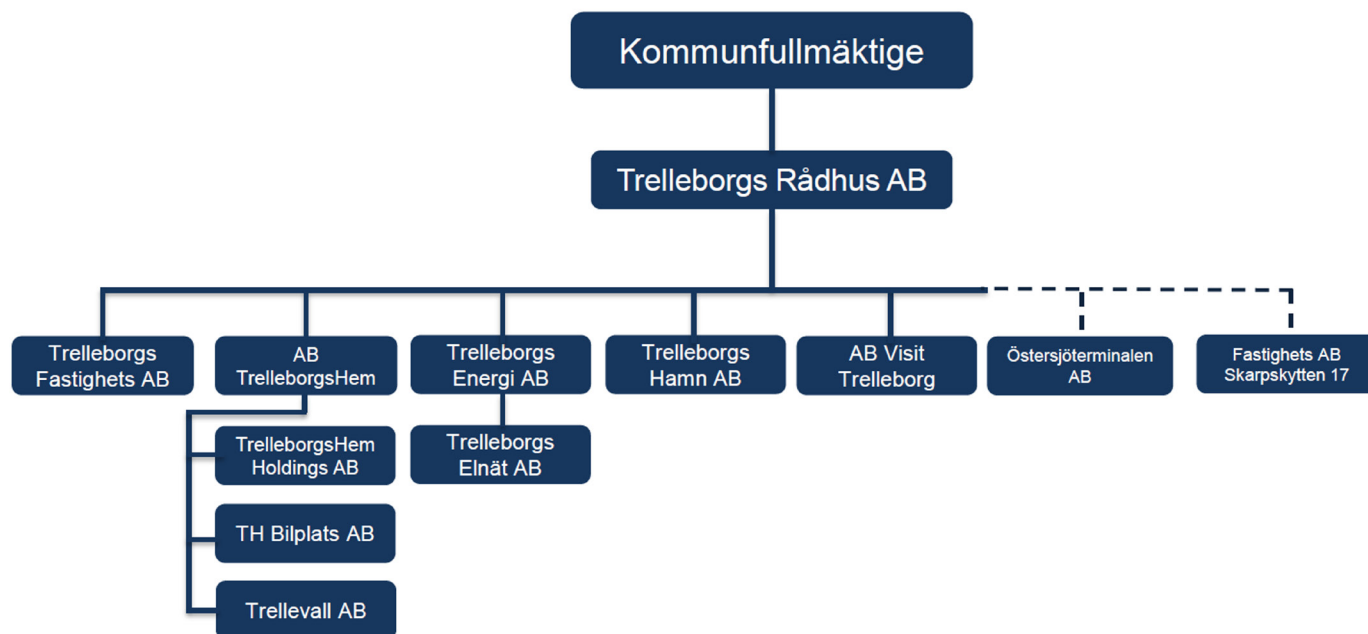 Kommunfullmäktige
Trelleborgs Rådhus AB
Trelleborgs
Fastighets AB
AB
TrelleborgsHem
Trelleborgs
Energi AB
Trelleborgs
Hamn AB
AB Visit
Trelleborg
Östersjöterminalen
AB
Fastighets AB
Skarpskytten 17
TrelleborgsHem
Holdings AB
Trelleborgs
Elnät AB
TH Bilplats AB
Trellevall AB